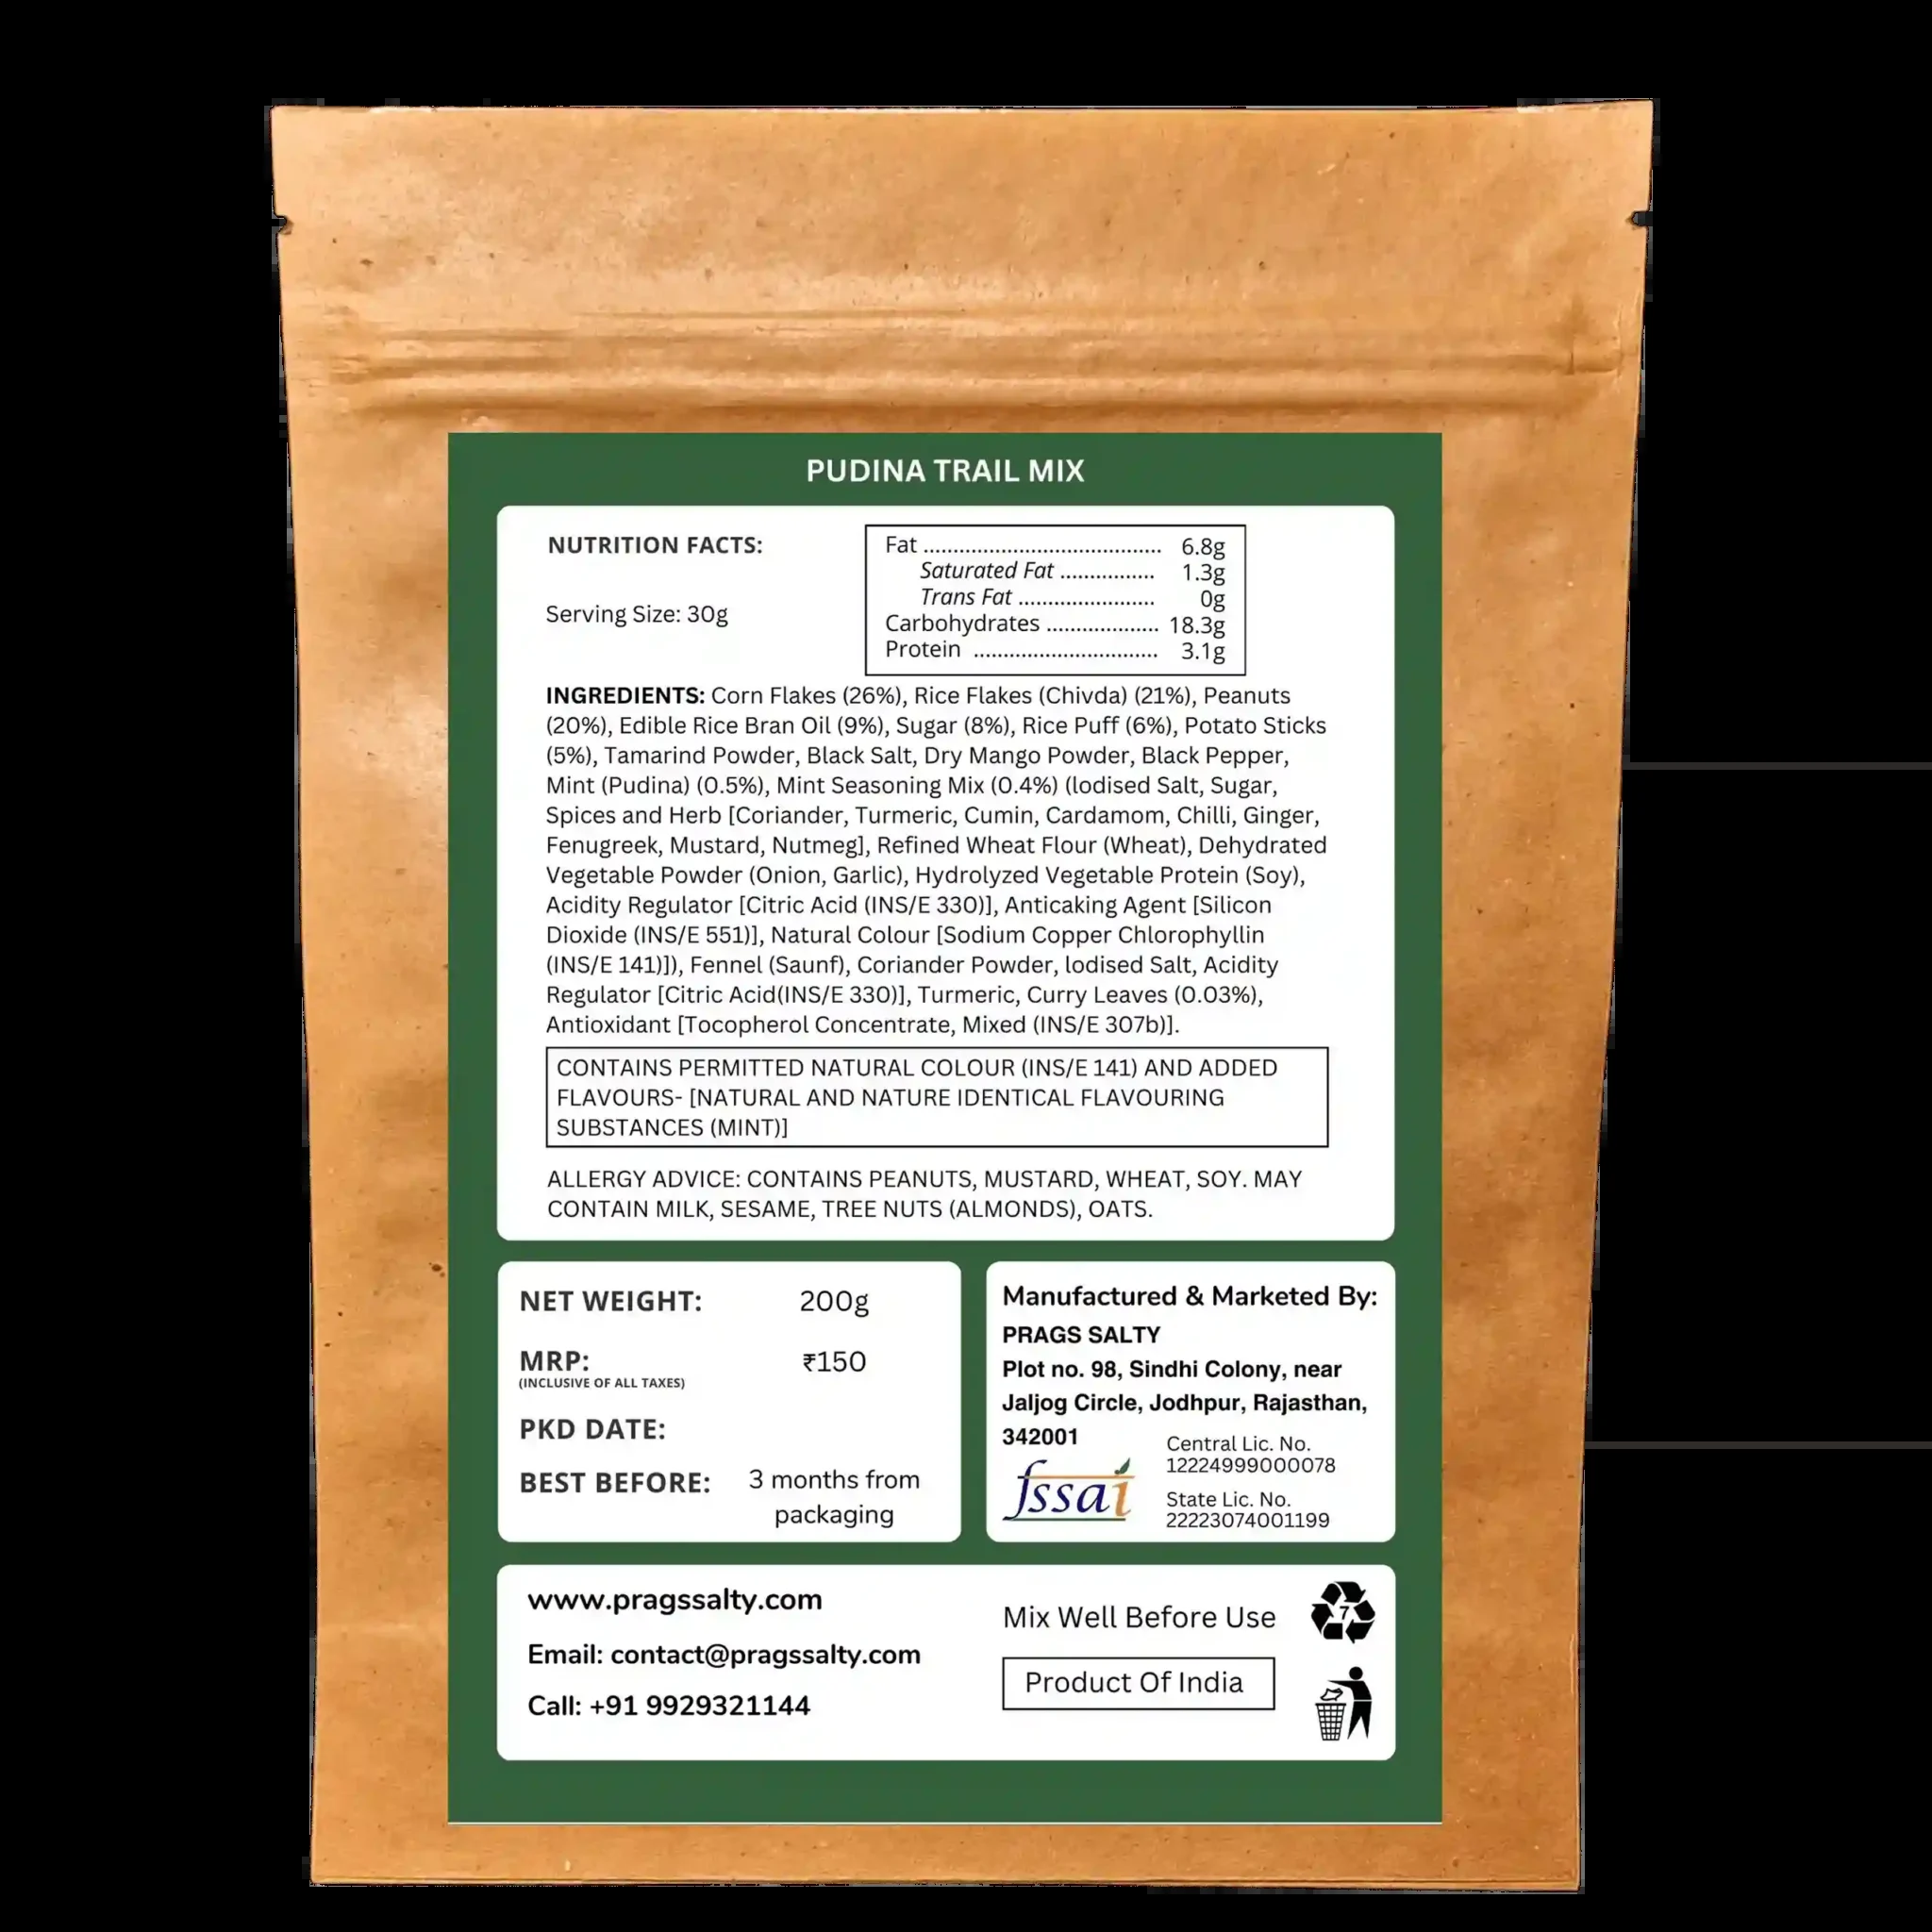 PUDINA TRAIL MIX
NUTRITION FACTS:
Serving Size: 30g
Fat ........................................ 6.8g
Saturated Fat ................ 1.3g
Trans Fat ....................... 0g
Carbohydrates ................... 18.3g
Protein ............................... 3.1g
INGREDIENTS: Corn Flakes (26%), Rice Flakes (Chivda) (21%), Peanuts
(20%), Edible Rice Bran Oil (9%), Sugar (8%), Rice Puff (6%), Potato Sticks
(5%), Tamarind Powder, Black Salt, Dry Mango Powder, Black Pepper,
Mint (Pudina) (0.5%), Mint Seasoning Mix (0.4%) (Iodised Salt, Sugar,
Spices and Herb [Coriander, Turmeric, Cumin, Cardamom, Chilli, Ginger,
Fenugreek, Mustard, Nutmeg], Refined Wheat Flour (Wheat), Dehydrated
Vegetable Powder (Onion, Garlic), Hydrolyzed Vegetable Protein (Soy),
Acidity Regulator [Citric Acid (INS/E 330)], Anticaking Agent [Silicon
Dioxide (INS/E 551)], Natural Colour [Sodium Copper Chlorophyllin
(INS/E 141)]), Fennel (Saunf), Coriander Powder, Iodised Salt, Acidity
Regulator [Citric Acid(INS/E 330)], Turmeric, Curry Leaves (0.03%),
Antioxidant [Tocopherol Concentrate, Mixed (INS/E 307b)].
CONTAINS PERMITTED NATURAL COLOUR (INS/E 141) AND ADDED
FLAVOURS- [NATURAL AND NATURE IDENTICAL FLAVOURING
SUBSTANCES (MINT)]
ALLERGY ADVICE: CONTAINS PEANUTS, MUSTARD, WHEAT, SOY. MAY
CONTAIN MILK, SESAME, TREE NUTS (ALMONDS), OATS.
NET WEIGHT: 200g
MRP: ₹150
(INCLUSIVE OF ALL TAXES)
PKD DATE:
BEST BEFORE: 3 months from
packaging
Manufactured & Marketed By:
PRAGS SALTY
Plot no. 98, Sindhi Colony, near
Jaljog Circle, Jodhpur, Rajasthan,
342001
fssai
Central Lic. No.
12224999000078
State Lic. No.
22223074001199
www.pragssalty.com
Email: contact@pragssalty.com
Call: +91 9929321144
Mix Well Before Use
Product Of India
7